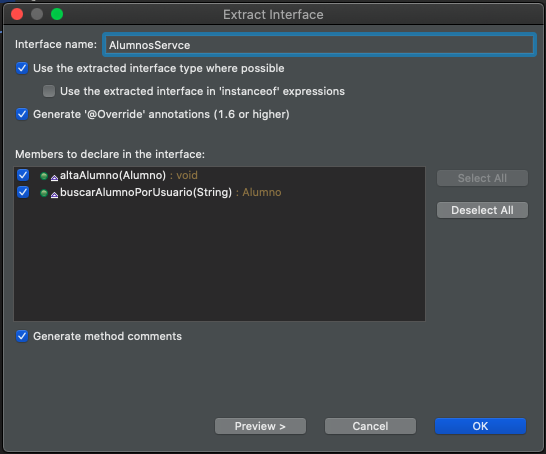 Extract Interface
Interface name: AlumnosServce
Use the extracted interface type where possible
Use the extracted interface in 'instanceof' expressions
Generate '@Override' annotations (1.6 or higher)
Members to declare in the interface:
altaAlumno(Alumno) : void
buscarAlumnoPorUsuario(String) : Alumno
Select All
Deselect All
Generate method comments
Preview >
Cancel
OK